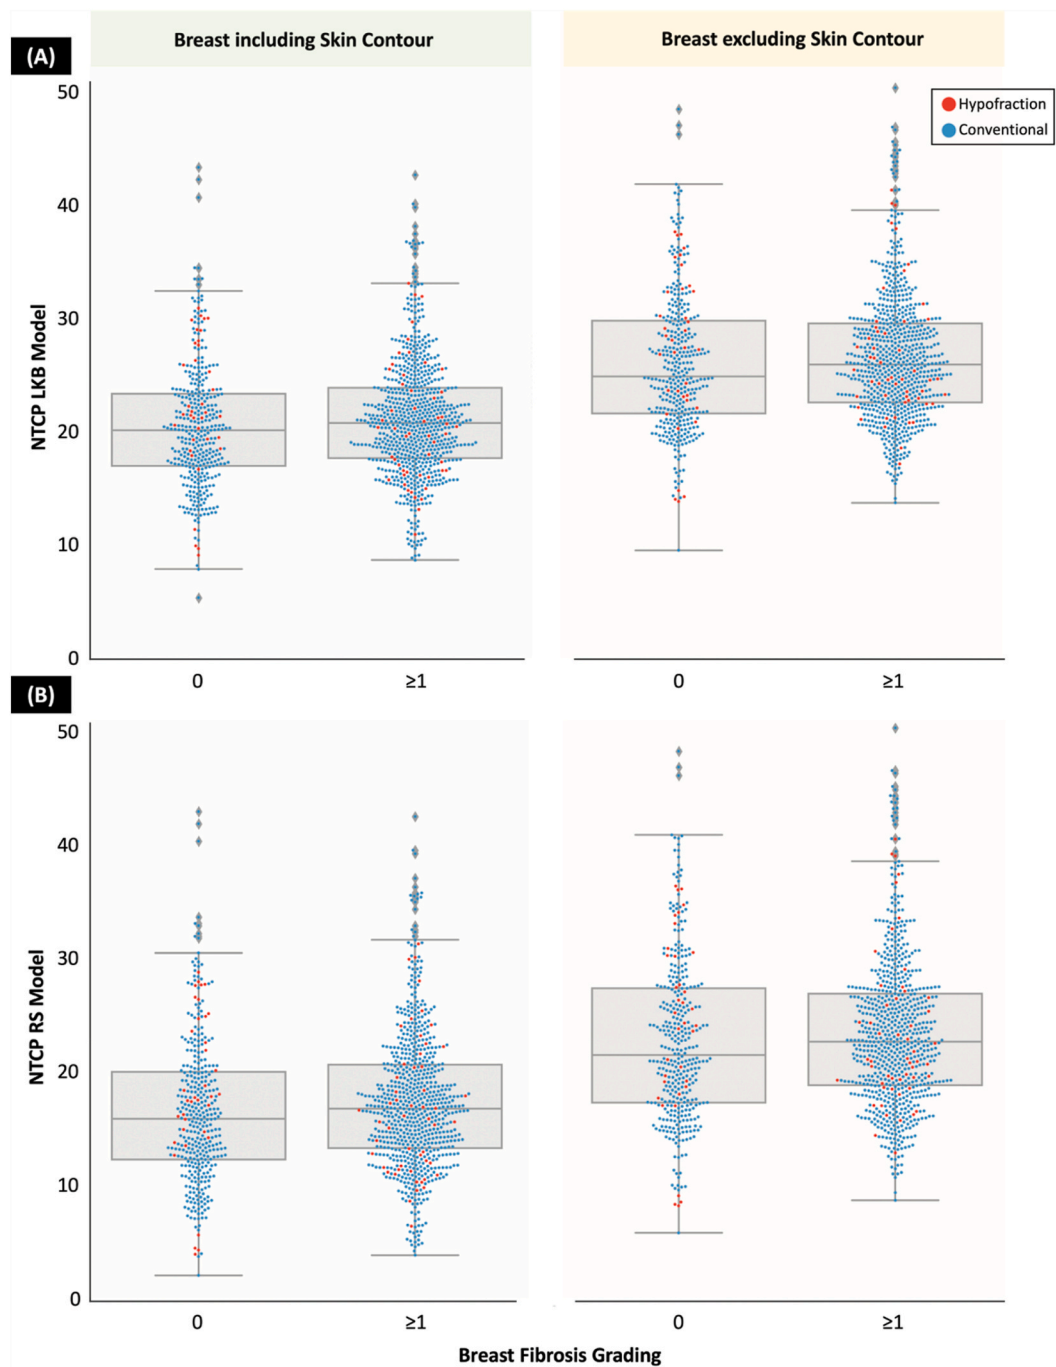 Breast including Skin Contour
Breast excluding Skin Contour
(A)
50
40
30
20
10
0
NTCP LKB Model
Hypofraction
Conventional
0
≥1
0
≥1
(B)
50
40
30
20
10
0
NTCP RS Model
0
≥1
0
≥1
Breast Fibrosis Grading